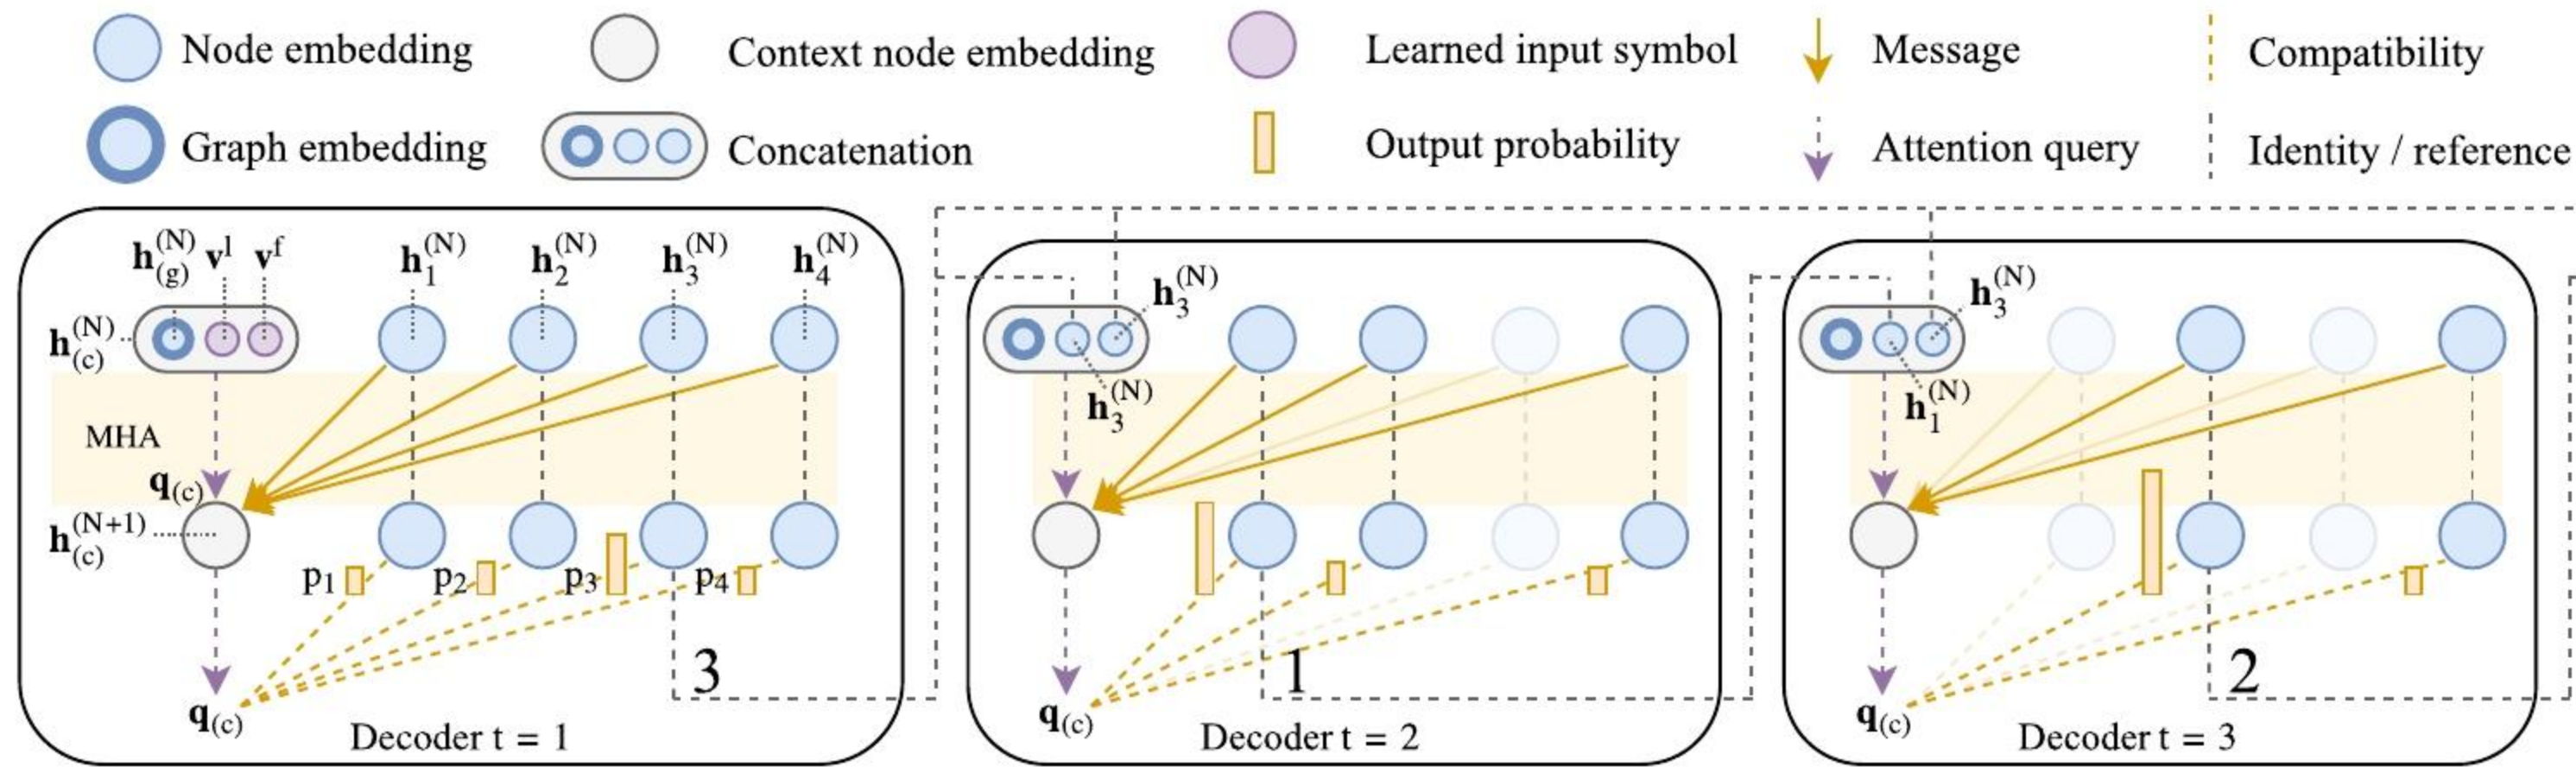 Node embedding
Context node embedding
Learned input symbol
Message
Compatibility
Graph embedding
Concatenation
Output probability
Attention query
Identity / reference
h(g)(N) vl vf h1(N) h2(N) h3(N) h4(N)
h(c)(N)
MHA
q(c)
h(c)(N+1)
p1 p2 p3 p4
3
q(c)
Decoder t = 1
h3(N)
h3(N)
1
q(c)
Decoder t = 2
h3(N)
h1(N)
2
q(c)
Decoder t = 3